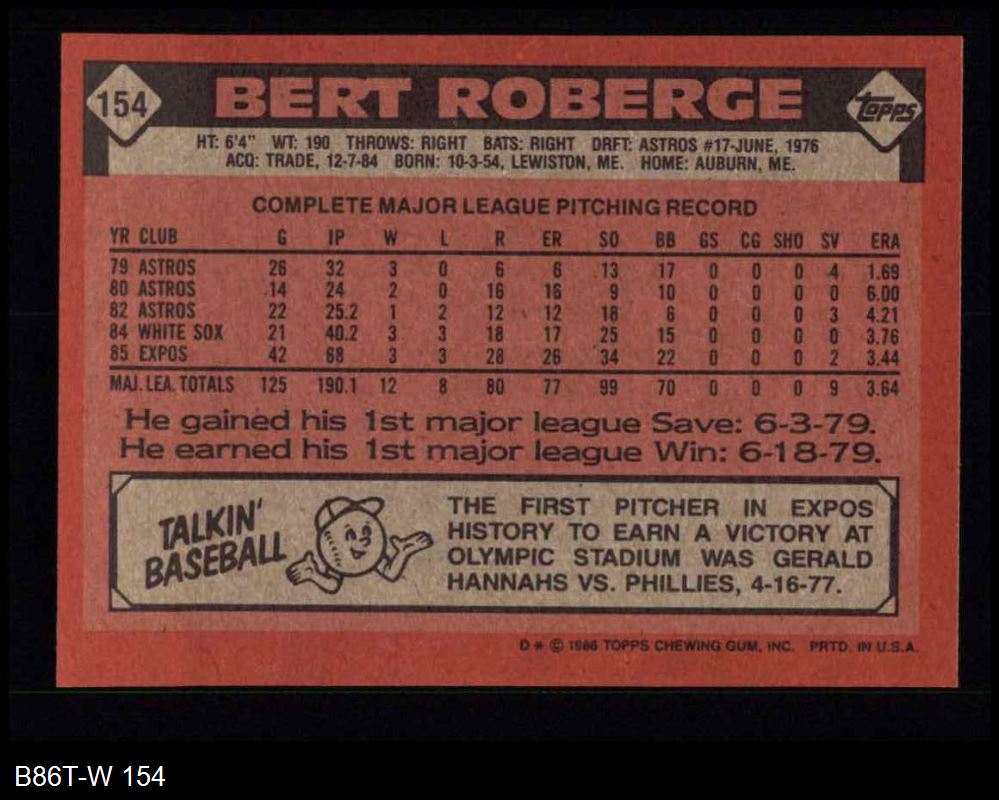 154
BERT ROBERGE
topps
HT: 6'4" WT: 190 THROWS: RIGHT BATS: RIGHT DRFT: ASTROS #17-JUNE, 1976
ACQ: TRADE, 12-7-84 BORN: 10-3-54, LEWISTON, ME. HOME: AUBURN, ME.
COMPLETE MAJOR LEAGUE PITCHING RECORD
YR CLUB G IP W L R ER SO BB GS CG SHO SV ERA
79 ASTROS 26 32 3 0 6 6 13 17 0 0 0 4 1.69
80 ASTROS 14 24 2 0 16 16 9 10 0 0 0 0 6.00
82 ASTROS 22 25.2 1 2 12 12 18 6 0 0 0 3 4.21
84 WHITE SOX 21 40.2 3 3 18 17 25 15 0 0 0 0 3.76
85 EXPOS 42 68 3 3 28 26 34 22 0 0 0 2 3.44
MAJ. LEA. TOTALS 125 190.1 12 8 80 77 99 70 0 0 0 9 3.64
He gained his 1st major league Save: 6-3-79.
He earned his 1st major league Win: 6-18-79.
TALKIN'
BASEBALL
THE FIRST PITCHER IN EXPOS
HISTORY TO EARN A VICTORY AT
OLYMPIC STADIUM WAS GERALD
HANNAHS VS. PHILLIES, 4-16-77.
D * © 1986 TOPPS CHEWING GUM, INC. PRTD. IN U.S.A.
B86T-W 154